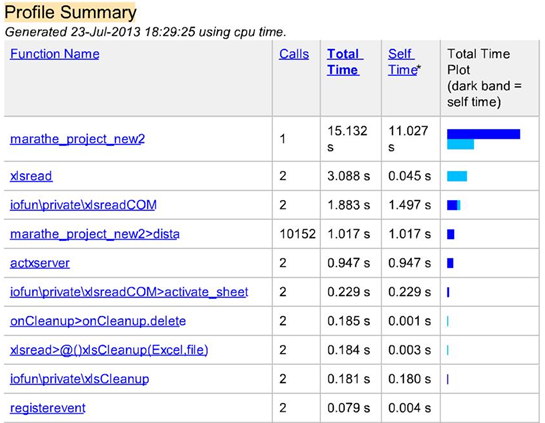 Profile Summary
Generated 23-Jul-2013 18:29:25 using cpu time.
Function Name Calls Total Time Self Time* Total Time Plot (dark band = self time)
marathe_project_new2 1 15.132 s 11.027 s
xlsread 2 3.088 s 0.045 s
iofun\private\xlsreadCOM 2 1.883 s 1.497 s
marathe_project_new2>dista 10152 1.017 s 1.017 s
actxserver 2 0.947 s 0.947 s
iofun\private\xlsreadCOM>activate_sheet 2 0.229 s 0.229 s
onCleanup>onCleanup.delete 2 0.185 s 0.001 s
xlsread>@()xlsCleanup(Excel,file) 2 0.184 s 0.003 s
iofun\private\xlsCleanup 2 0.181 s 0.180 s
registerevent 2 0.079 s 0.004 s